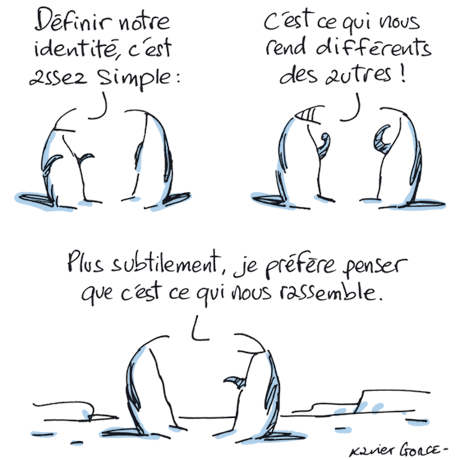 Définir notre
identité, c'est
assez simple :
C'est ce qui nous
rend différents
des autres !
Plus subtilement, je préfère penser
que c'est ce qui nous rassemble.
Xavier Gorce-